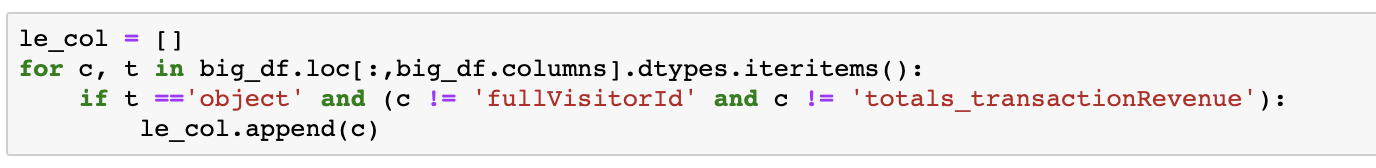 le_col = []
for c, t in big_df.loc[:,big_df.columns].dtypes.iteritems():
    if t =='object' and (c != 'fullVisitorId' and c != 'totals_transactionRevenue'):
        le_col.append(c)